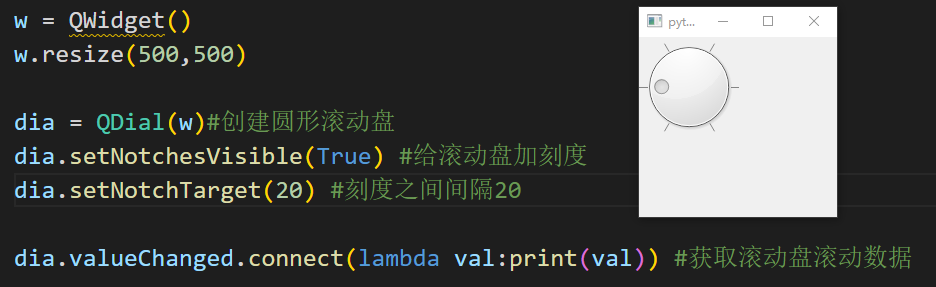 w = QWidget()
pyt...
w.resize(500,500)
dia = QDial(w)#创建圆形滚动盘
dia.setNotchesVisible(True) #给滚动盘加刻度
dia.setNotchTarget(20) #刻度之间间隔20
dia.valueChanged.connect(lambda val:print(val)) #获取滚动盘滚动数据